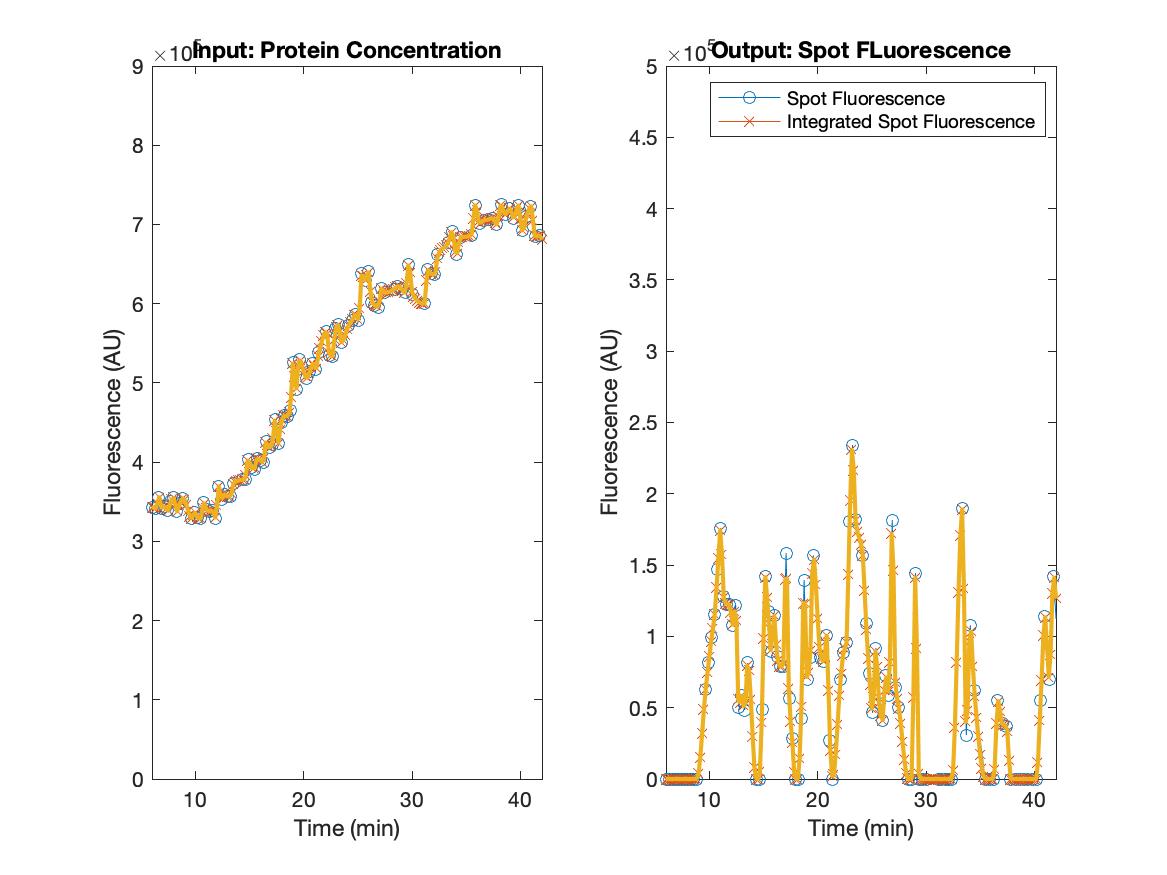 ×10⁵
Input: Protein Concentration
9
8
7
6
5
4
3
2
1
0
Fluorescence (AU)
10 20 30 40
Time (min)
×10⁵
Output: Spot FLuorescence
Spot Fluorescence
Integrated Spot Fluorescence
5
4.5
4
3.5
3
2.5
2
1.5
1
0.5
0
Fluorescence (AU)
10 20 30 40
Time (min)